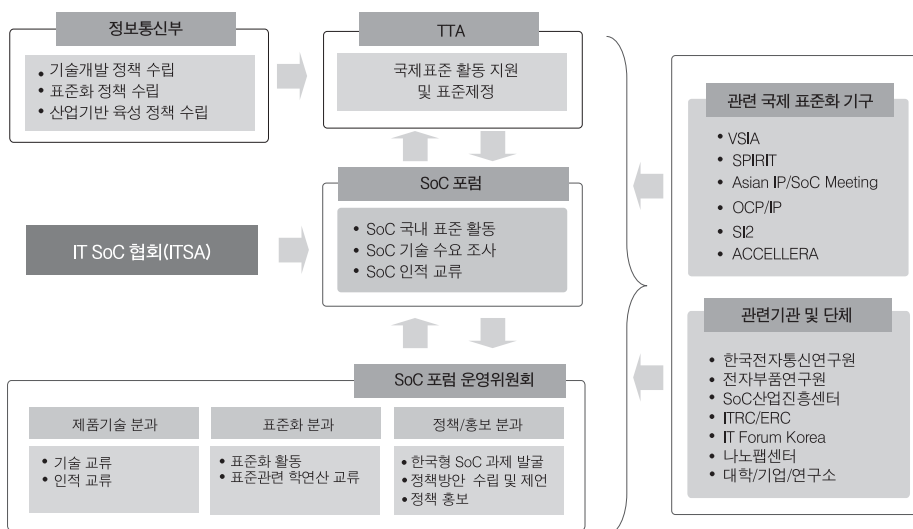 정보통신부
• 기술개발 정책 수립
• 표준화 정책 수립
• 산업기반 육성 정책 수립
TTA
국제표준 활동 지원
및 표준제정
SoC 포럼
• SoC 국내 표준 활동
• SoC 기술 수요 조사
• SoC 인적 교류
IT SoC 협회(ITSA)
SoC 포럼 운영위원회
제품기술 분과
• 기술 교류
• 인적 교류
표준화 분과
• 표준화 활동
• 표준관련 학연산 교류
정책/홍보 분과
• 한국형 SoC 과제 발굴
• 정책방안 수립 및 제언
• 정책 홍보
관련 국제 표준화 기구
• VSIA
• SPIRIT
• Asian IP/SoC Meeting
• OCP/IP
• SI2
• ACCELLERA
관련기관 및 단체
• 한국전자통신연구원
• 전자부품연구원
• SoC산업진흥센터
• ITRC/ERC
• IT Forum Korea
• 나노팹센터
• 대학/기업/연구소